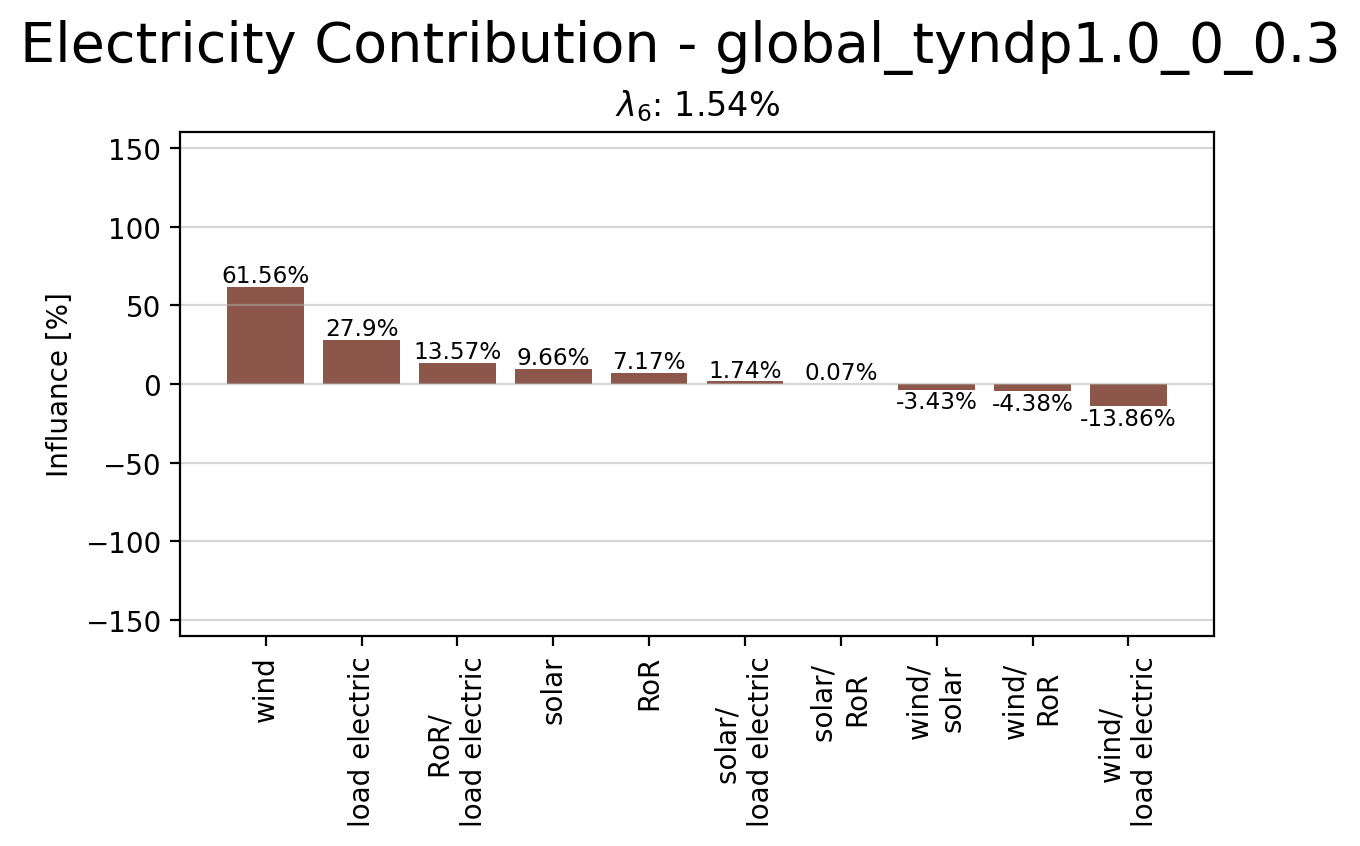 Electricity Contribution - global_tyndp1.0_0_0.3
λ6: 1.54%
Influance [%]
150
100
50
0
−50
−100
−150
61.56%
27.9%
13.57%
9.66%
7.17%
1.74%
0.07%
-3.43%
-4.38%
-13.86%
wind
load electric
RoR/
load electric
solar
RoR
solar/
load electric
solar/
RoR
wind/
solar
wind/
RoR
wind/
load electric